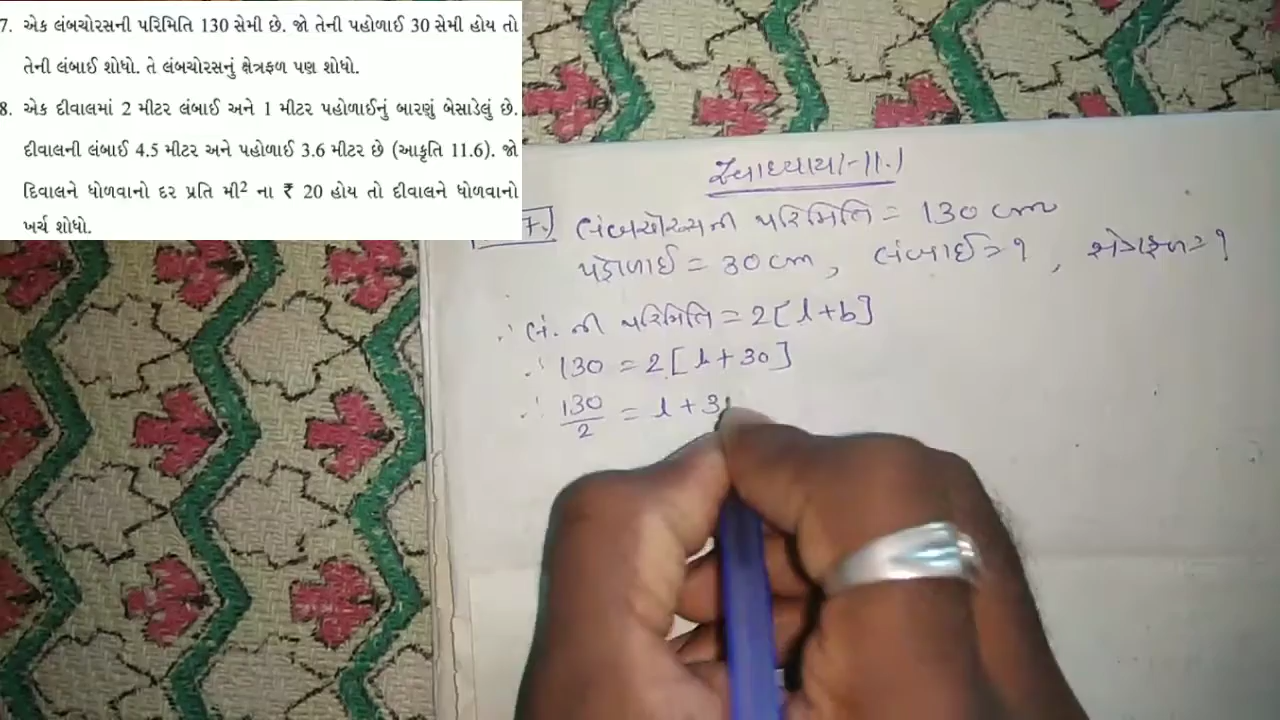 7. એક લંબચોરસની પરિમિતિ 130 સેમી છે. જો તેની પહોળાઈ 30 સેમી હોય તો
તેની લંબાઈ શોધો. તે લંબચોરસનું ક્ષેત્રફળ પણ શોધો.
8. એક દીવાલમાં 2 મીટર લંબાઈ અને 1 મીટર પહોળાઈનું બારણું બેસાડેલું છે.
દીવાલની લંબાઈ 4.5 મીટર અને પહોળાઈ 3.6 મીટર છે (આકૃતિ 11.6). જો
દિવાલને ધોળવાનો દર પ્રતિ મી² ના ₹ 20 હોય તો દીવાલને ધોળવાનો
ખર્ચ શોધો.
સ્વાધ્યાય-11.1
7.) લંબચોરસની પરિમિતિ = 130 cm
પહોળાઈ = 30 cm, લંબાઈ = ?, ક્ષેત્રફળ = ?
∴ લં. ની પરિમિતિ = 2[l+b]
∴ 130 = 2[l+30]
∴ 130/2 = l+3